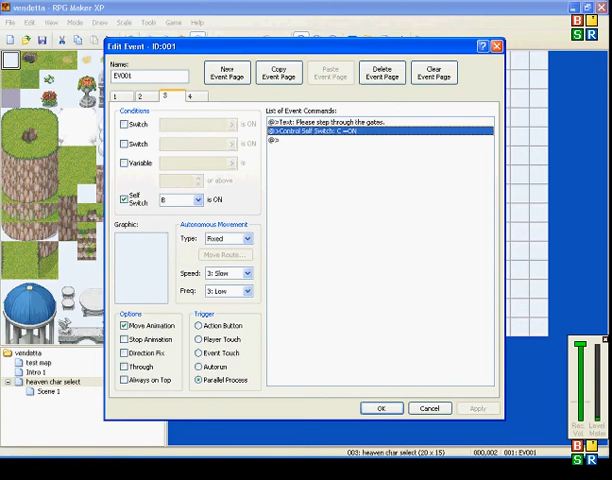 vendetta - RPG Maker XP
File Edit View Mode Draw Scale Tools Game Help
Edit Event - ID:001
Name:
EV001
New Event Page
Copy Event Page
Paste Event Page
Delete Event Page
Clear Event Page
1 2 3 4
Conditions
Switch is ON
Switch is ON
Variable is
or above
Self Switch B is ON
Graphic:
Autonomous Movement
Type: Fixed
Move Route...
Speed: 3: Slow
Freq: 3: Low
Options
Move Animation
Stop Animation
Direction Fix
Through
Always on Top
Trigger
Action Button
Player Touch
Event Touch
Autorun
Parallel Process
List of Event Commands:
@>Text: Please step through the gates.
@>Control Self Switch: C =ON
@>
OK Cancel Apply
vendetta
test map
Intro 1
heaven char select
Scene 1
Rec. Vol
Level Meter
B R
S R
003: heaven char select (20 x 15) 000,002 001: EV001